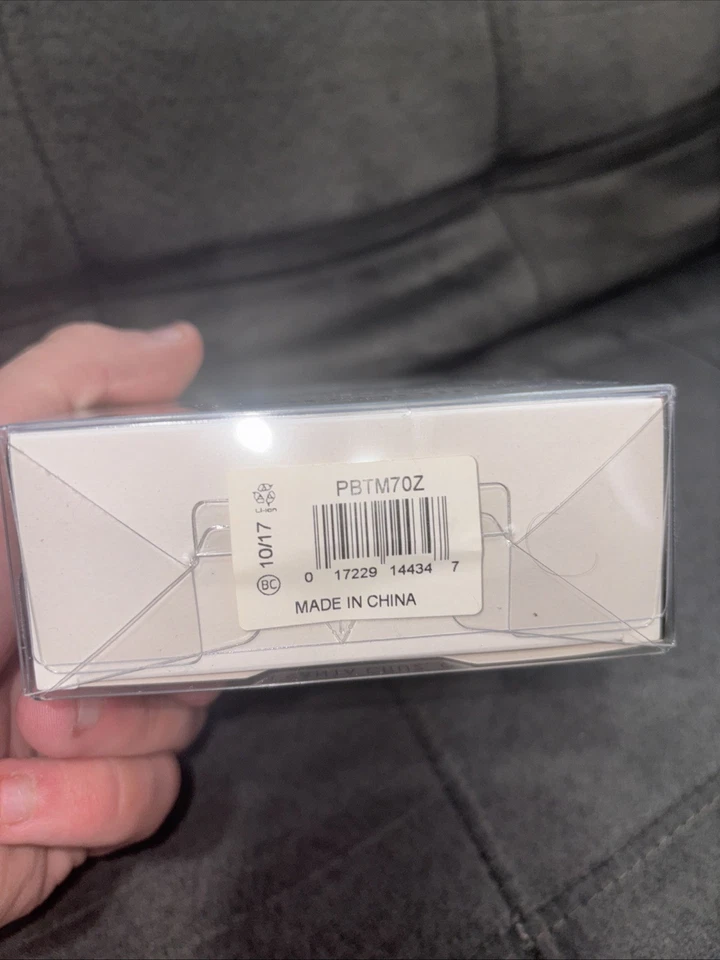 PBTM70Z
Li-ion
BC 10/17
0 17229 14434 7
MADE IN CHINA